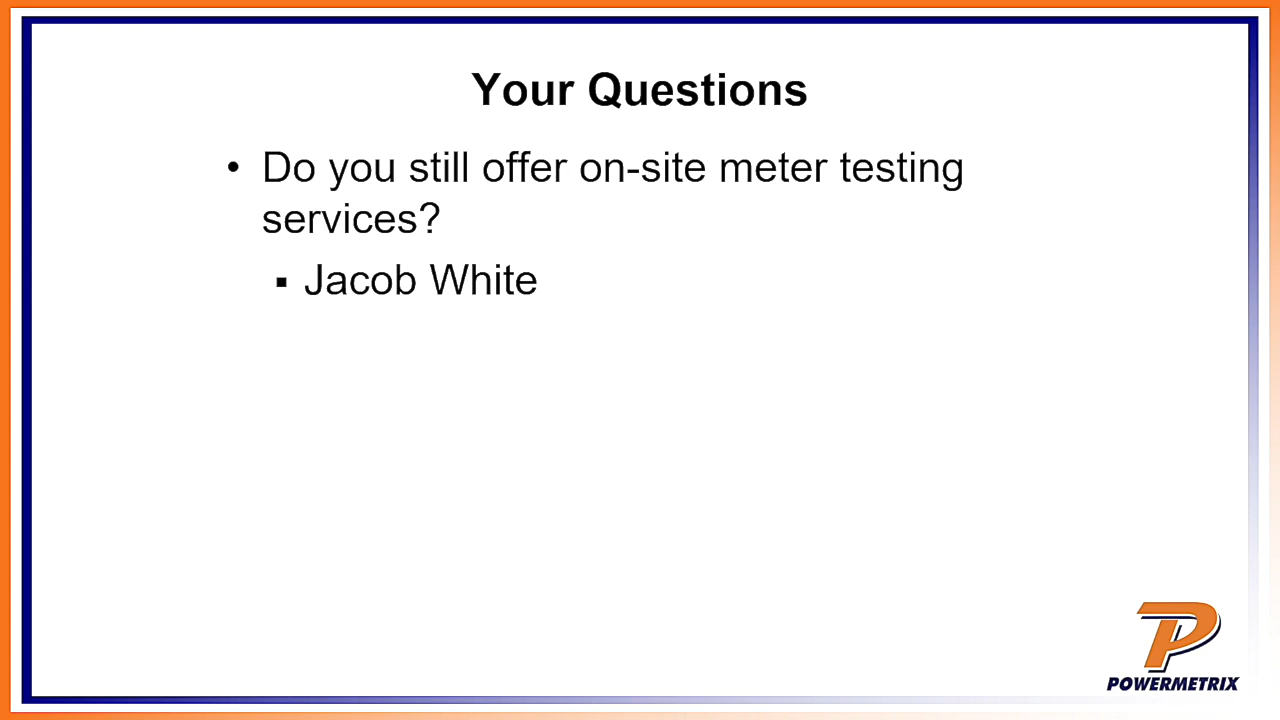 Your Questions
• Do you still offer on-site meter testing
services?
▪ Jacob White
POWERMETRIX